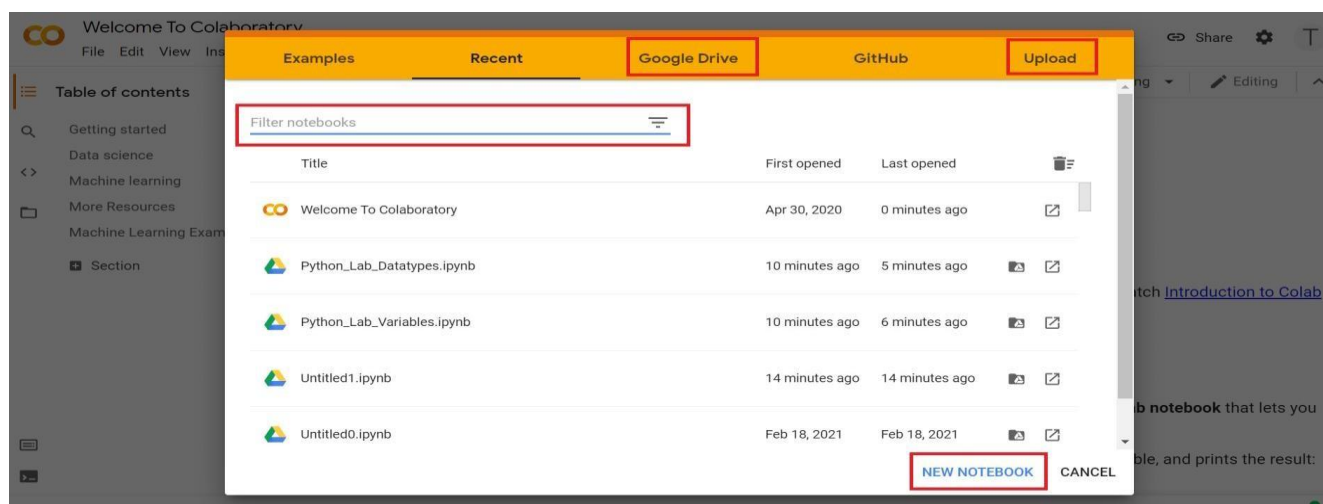 Welcome To Colaboratory
File Edit View Ins
Share
T
Examples Recent Google Drive GitHub Upload
Table of contents
Editing
Filter notebooks
Getting started
Data science
Machine learning
More Resources
Machine Learning Exam
Section
Title First opened Last opened
Welcome To Colaboratory Apr 30, 2020 0 minutes ago
Python_Lab_Datatypes.ipynb 10 minutes ago 5 minutes ago
Introduction to Colab
Python_Lab_Variables.ipynb 10 minutes ago 6 minutes ago
Untitled1.ipynb 14 minutes ago 14 minutes ago
b notebook that lets you
Untitled0.ipynb Feb 18, 2021 Feb 18, 2021
ble, and prints the result:
NEW NOTEBOOK CANCEL